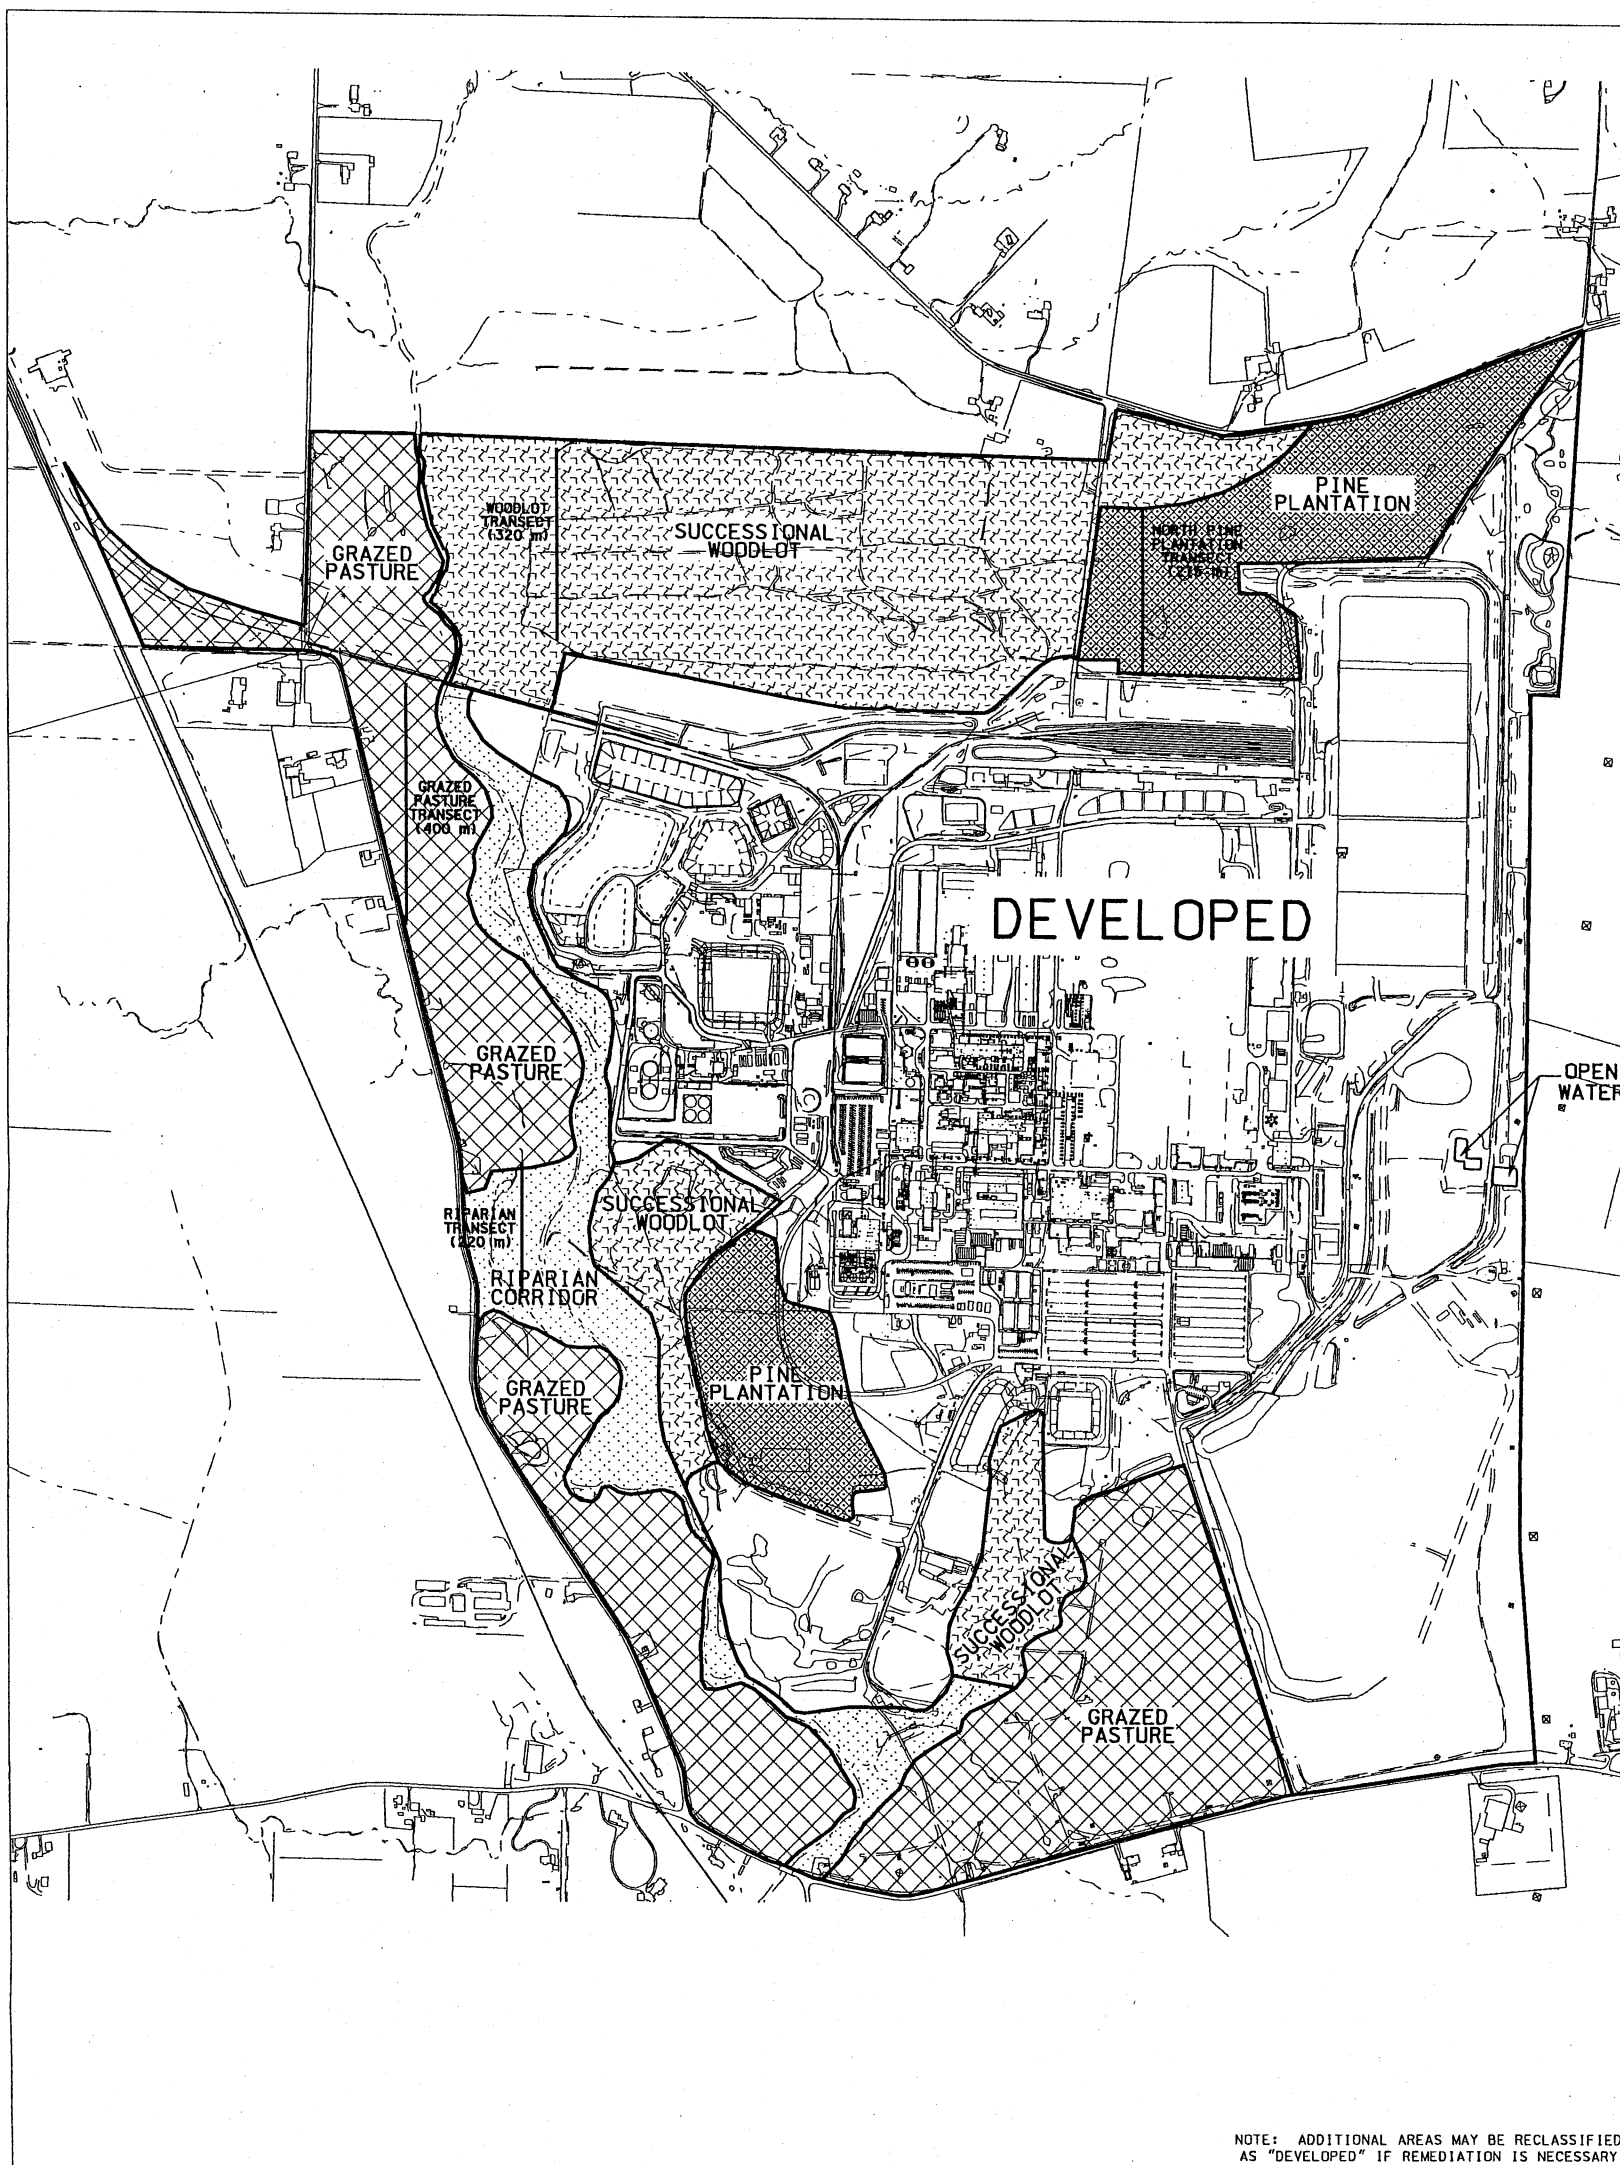 PINE
PLANTATION
WOODLOT
TRANSECT
(320 m)
SUCCESSIONAL
WOODLOT
NORTH PINE
PLANTATION
TRANSECT
GRAZED
PASTURE
GRAZED
PASTURE
TRANSECT
(400 m)
DEVELOPED
GRAZED
PASTURE
OPEN
WATER
SUCCESSIONAL
WOODLOT
RIPARIAN
TRANSECT
(220 m)
RIPARIAN
CORRIDOR
GRAZED
PASTURE
PINE
PLANTATION
SUCCESSIONAL
WOODLOT
GRAZED
PASTURE
NOTE: ADDITIONAL AREAS MAY BE RECLASSIFIED
AS "DEVELOPED" IF REMEDIATION IS NECESSARY